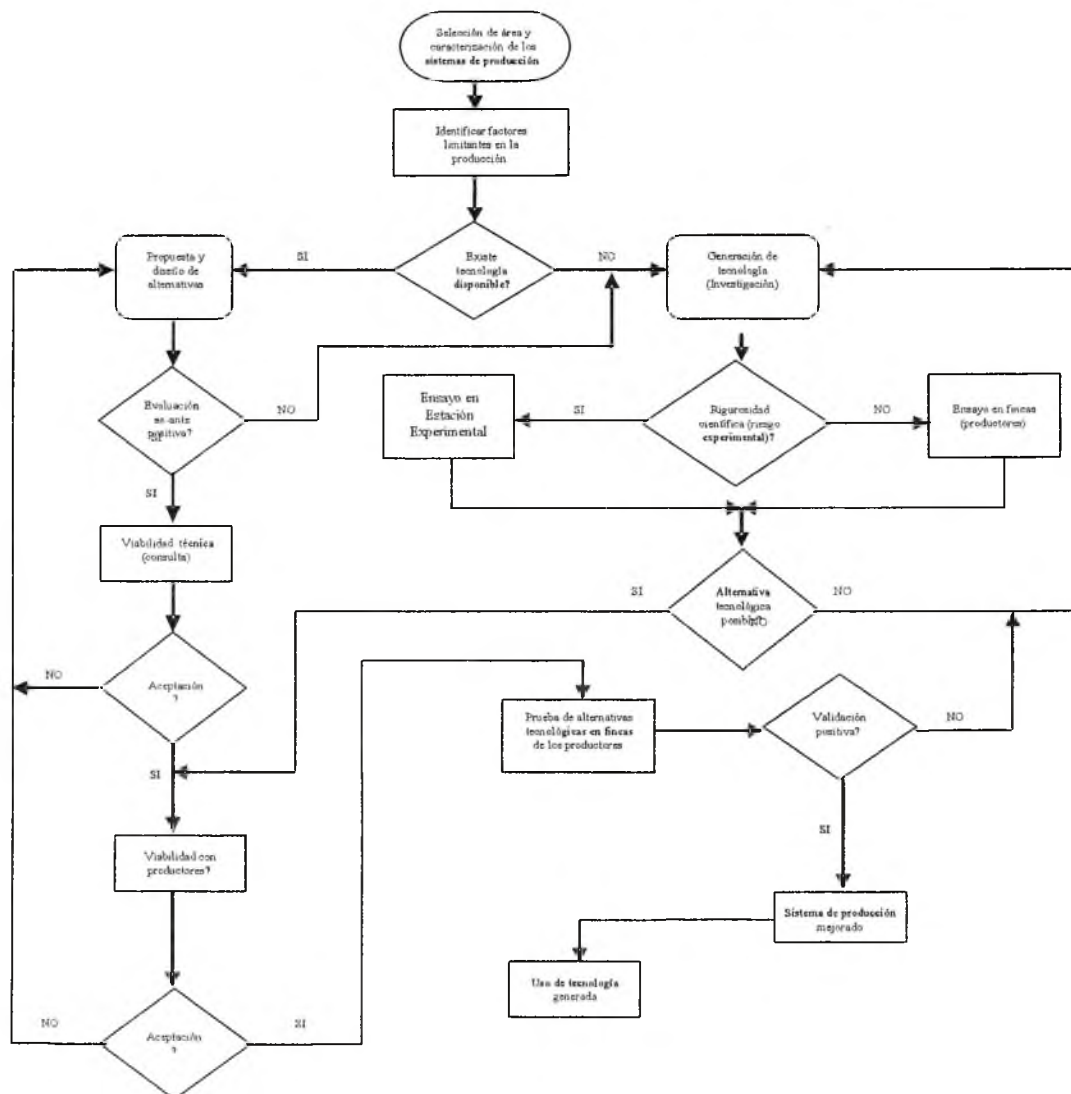 Selección de área y
caracterización de los
sistemas de producción
Identificar factores
limitantes en la
producción
Propuesta y
diseño de
alternativas
SI
Existe
tecnología
disponible?
NO
Generación de
tecnología
(Investigación)
Evaluación
ex-ante
positiva?
NO
Ensayo en
Estación
Experimental
SI
Rigurosidad
científica (riesgo
experimental)?
NO
Ensayo en fincas
(productores)
SI
Viabilidad técnica
(consulta)
SI
Alternativa
tecnológica
NO
NO
Aceptación
?
Prueba de alternativas
tecnológicas en fincas
de los productores
Validación
positiva?
NO
SI
SI
Viabilidad con
productores?
Sistema de producción
mejorado
Uso de tecnología
generada
NO
Aceptación
?
SI